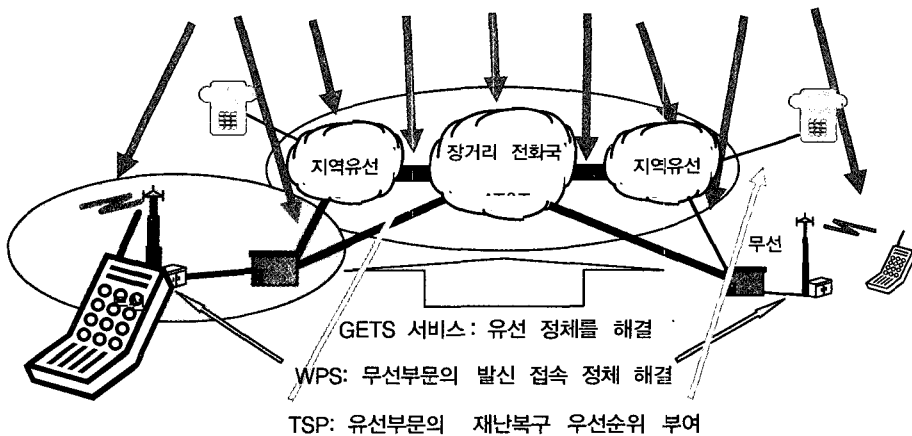 지역유선
장거리 전화국
지역유선
무선
GETS 서비스: 유선 정체를 해결
WPS: 무선부문의 발신 접속 정체 해결
TSP: 유선부문의 재난복구 우선순위 부여